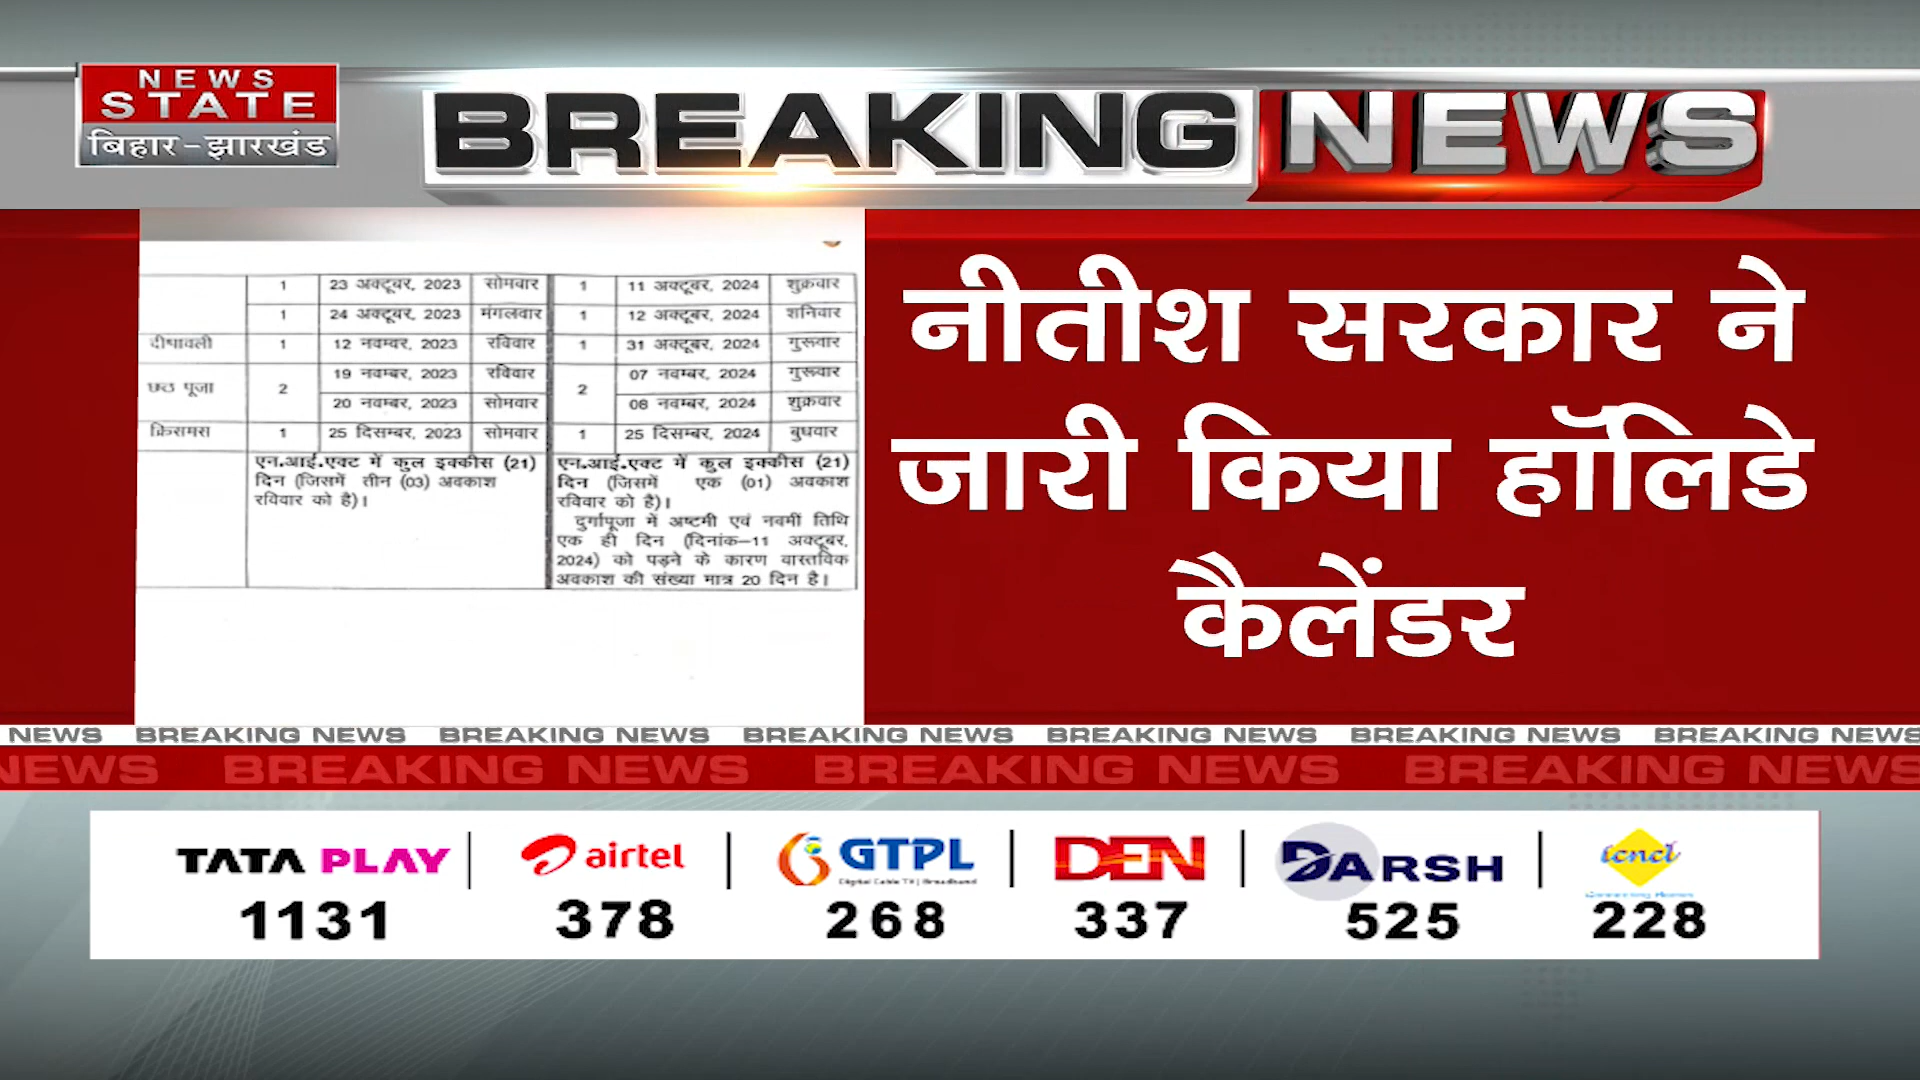 NEWS
STATE
बिहार-झारखंड
BREAKING NEWS
1 23 अक्टूबर, 2023 सोमवार 1 11 अक्टूबर, 2024 शुक्रवार
1 24 अक्टूबर, 2023 मंगलवार 1 12 अक्टूबर, 2024 शनिवार
दीपावली 1 12 नवम्बर, 2023 रविवार 1 31 अक्टूबर, 2024 गुरूवार
छठ पूजा 2 19 नवम्बर, 2023 रविवार 2 07 नवम्बर, 2024 गुरूवार
20 नवम्बर, 2023 सोमवार 08 नवम्बर, 2024 शुक्रवार
क्रिसमस 1 25 दिसम्बर, 2023 सोमवार 1 25 दिसम्बर, 2024 बुधवार
एन.आई.एक्ट में कुल इक्कीस (21)
दिन (जिसमें तीन (03) अवकाश
रविवार को है)।
एन.आई.एक्ट में कुल इक्कीस (21)
दिन (जिसमें एक (01) अवकाश
रविवार को है)।
दुर्गापूजा में अष्टमी एवं नवमीं तिथि
एक ही दिन (दिनांक-11 अक्टूबर,
2024) को पड़ने के कारण वास्तविक
अवकाश की संख्या मात्र 20 दिन है।
नीतीश सरकार ने
जारी किया हॉलिडे
कैलेंडर
NEWS BREAKING NEWS BREAKING NEWS BREAKING NEWS BREAKING NEWS BREAKING NEWS BREAKING NEWS
NEWS BREAKING NEWS BREAKING NEWS BREAKING NEWS
TATA PLAY airtel GTPL DEN DARSH icncl
Digital Cable TV | Broadband
1131 378 268 337 525 228